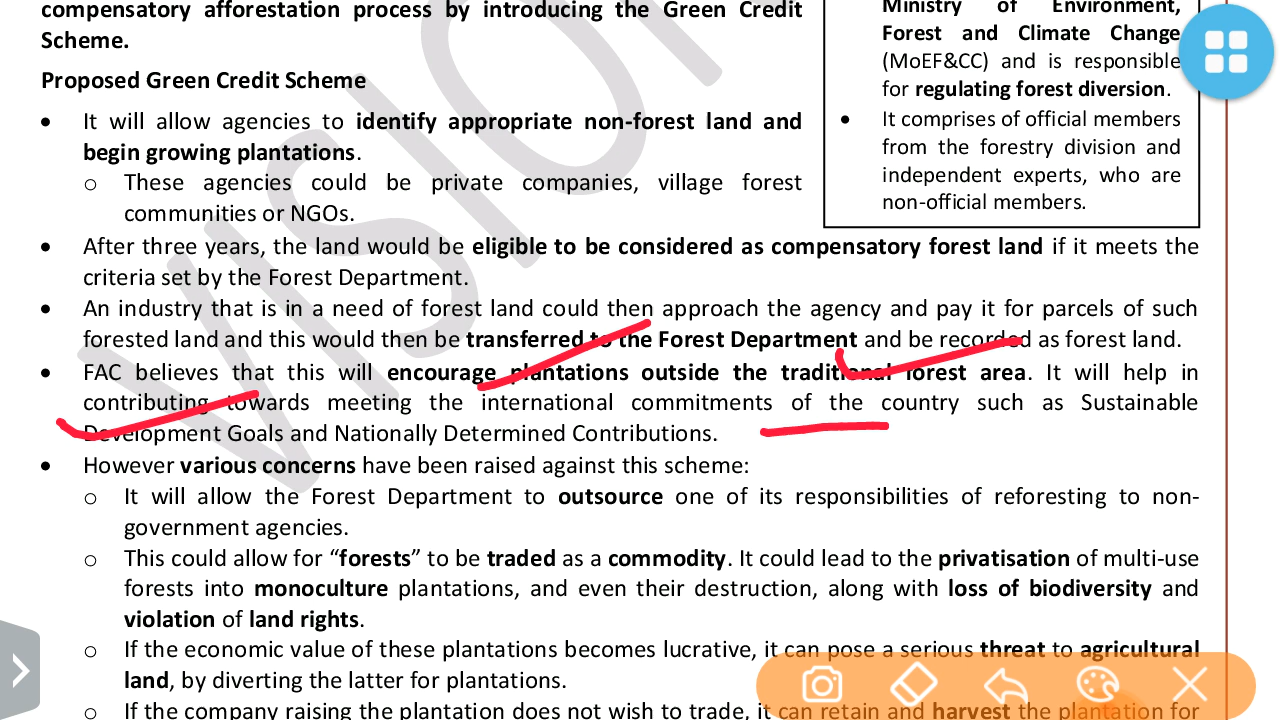 compensatory afforestation process by introducing the Green Credit
Scheme.
Proposed Green Credit Scheme
• It will allow agencies to identify appropriate non-forest land and
begin growing plantations.
o These agencies could be private companies, village forest
communities or NGOs.
Ministry of Environment,
Forest and Climate Change
(MoEF&CC) and is responsible
for regulating forest diversion.
• It comprises of official members
from the forestry division and
independent experts, who are
non-official members.
• After three years, the land would be eligible to be considered as compensatory forest land if it meets the
criteria set by the Forest Department.
• An industry that is in a need of forest land could then approach the agency and pay it for parcels of such
forested land and this would then be transferred to the Forest Department and be recorded as forest land.
• FAC believes that this will encourage plantations outside the traditional forest area. It will help in
contributing towards meeting the international commitments of the country such as Sustainable
Development Goals and Nationally Determined Contributions.
• However various concerns have been raised against this scheme:
o It will allow the Forest Department to outsource one of its responsibilities of reforesting to non-
government agencies.
o This could allow for “forests” to be traded as a commodity. It could lead to the privatisation of multi-use
forests into monoculture plantations, and even their destruction, along with loss of biodiversity and
violation of land rights.
o If the economic value of these plantations becomes lucrative, it can pose a serious threat to agricultural
land, by diverting the latter for plantations.
o If the company raising the plantation does not wish to trade, it can retain and harvest the plantation for
VISION